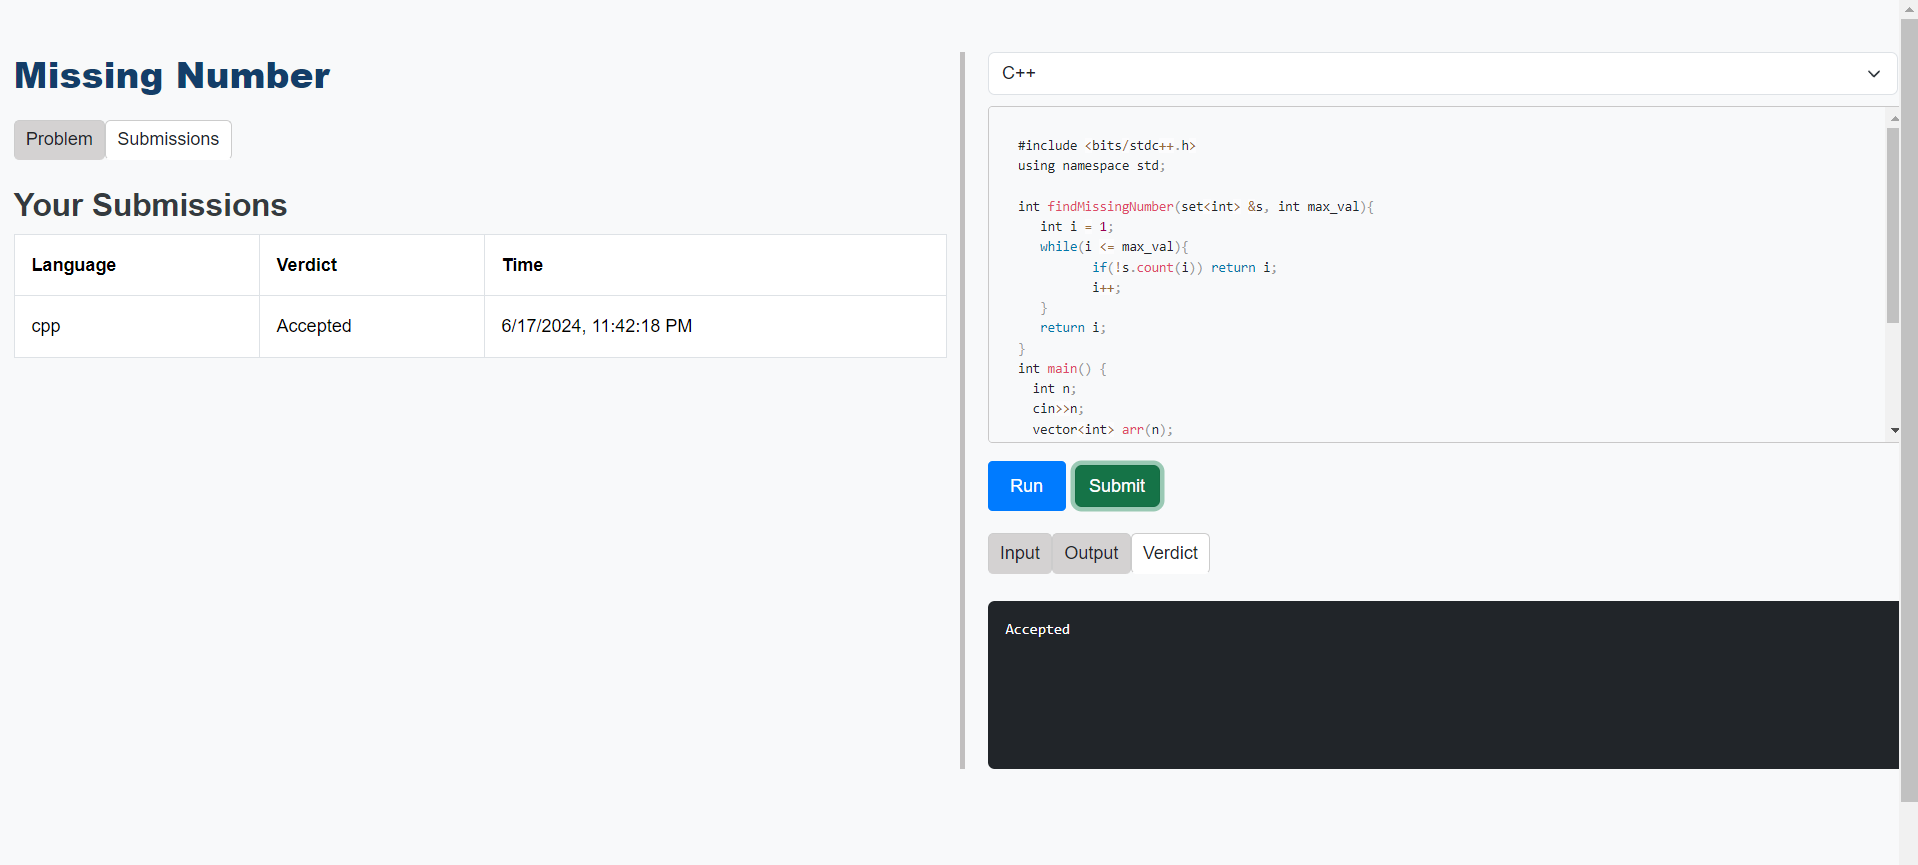 Missing Number
Problem
Submissions
Your Submissions
Language Verdict Time
cpp Accepted 6/17/2024, 11:42:18 PM
C++
#include <bits/stdc++.h>
using namespace std;
int findMissingNumber(set<int> &s, int max_val){
int i = 1;
while(i <= max_val){
if(!s.count(i)) return i;
i++;
}
return i;
}
int main() {
int n;
cin>>n;
vector<int> arr(n);
Run
Submit
Input
Output
Verdict
Accepted